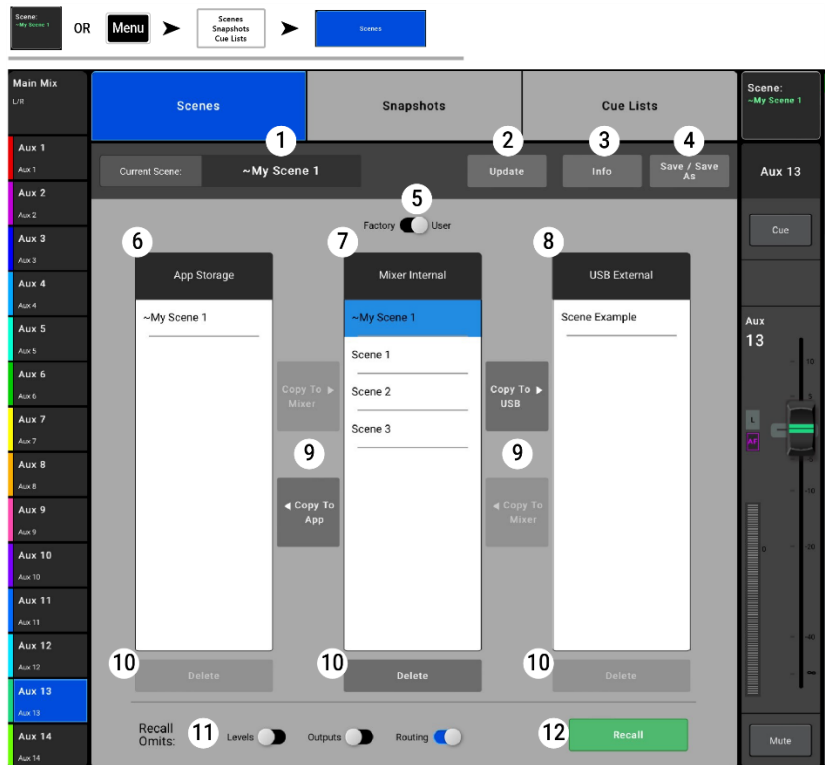 Scene:
~My Scene 1
OR
Menu
Scenes
Snapshots
Cue Lists
Scenes
Main Mix
L/R
Scenes
Snapshots
Cue Lists
Scene:
~My Scene 1
1
2
3
4
Current Scene:
~My Scene 1
Update
Info
Save / Save
As
Aux 13
Aux 1
Aux 1
Aux 2
Aux 2
Aux 3
Aux 3
Aux 4
Aux 4
Aux 5
Aux 5
Aux 6
Aux 6
Aux 7
Aux 7
Aux 8
Aux 8
Aux 9
Aux 9
Aux 10
Aux 10
Aux 11
Aux 11
Aux 12
Aux 12
Aux 13
Aux 13
Aux 14
Aux 14
5
Factory
User
6
7
8
App Storage
Mixer Internal
USB External
~My Scene 1
~My Scene 1
Scene Example
Scene 1
Scene 2
Scene 3
Copy To ▶
Mixer
Copy To ▶
USB
9
9
◀ Copy To
App
◀ Copy To
Mixer
10
10
10
Delete
Delete
Delete
Recall
Omits:
11
Levels
Outputs
Routing
12
Recall
Cue
Aux
13
10
5
L
AF
-10
0
-20
-40
∞
Mute